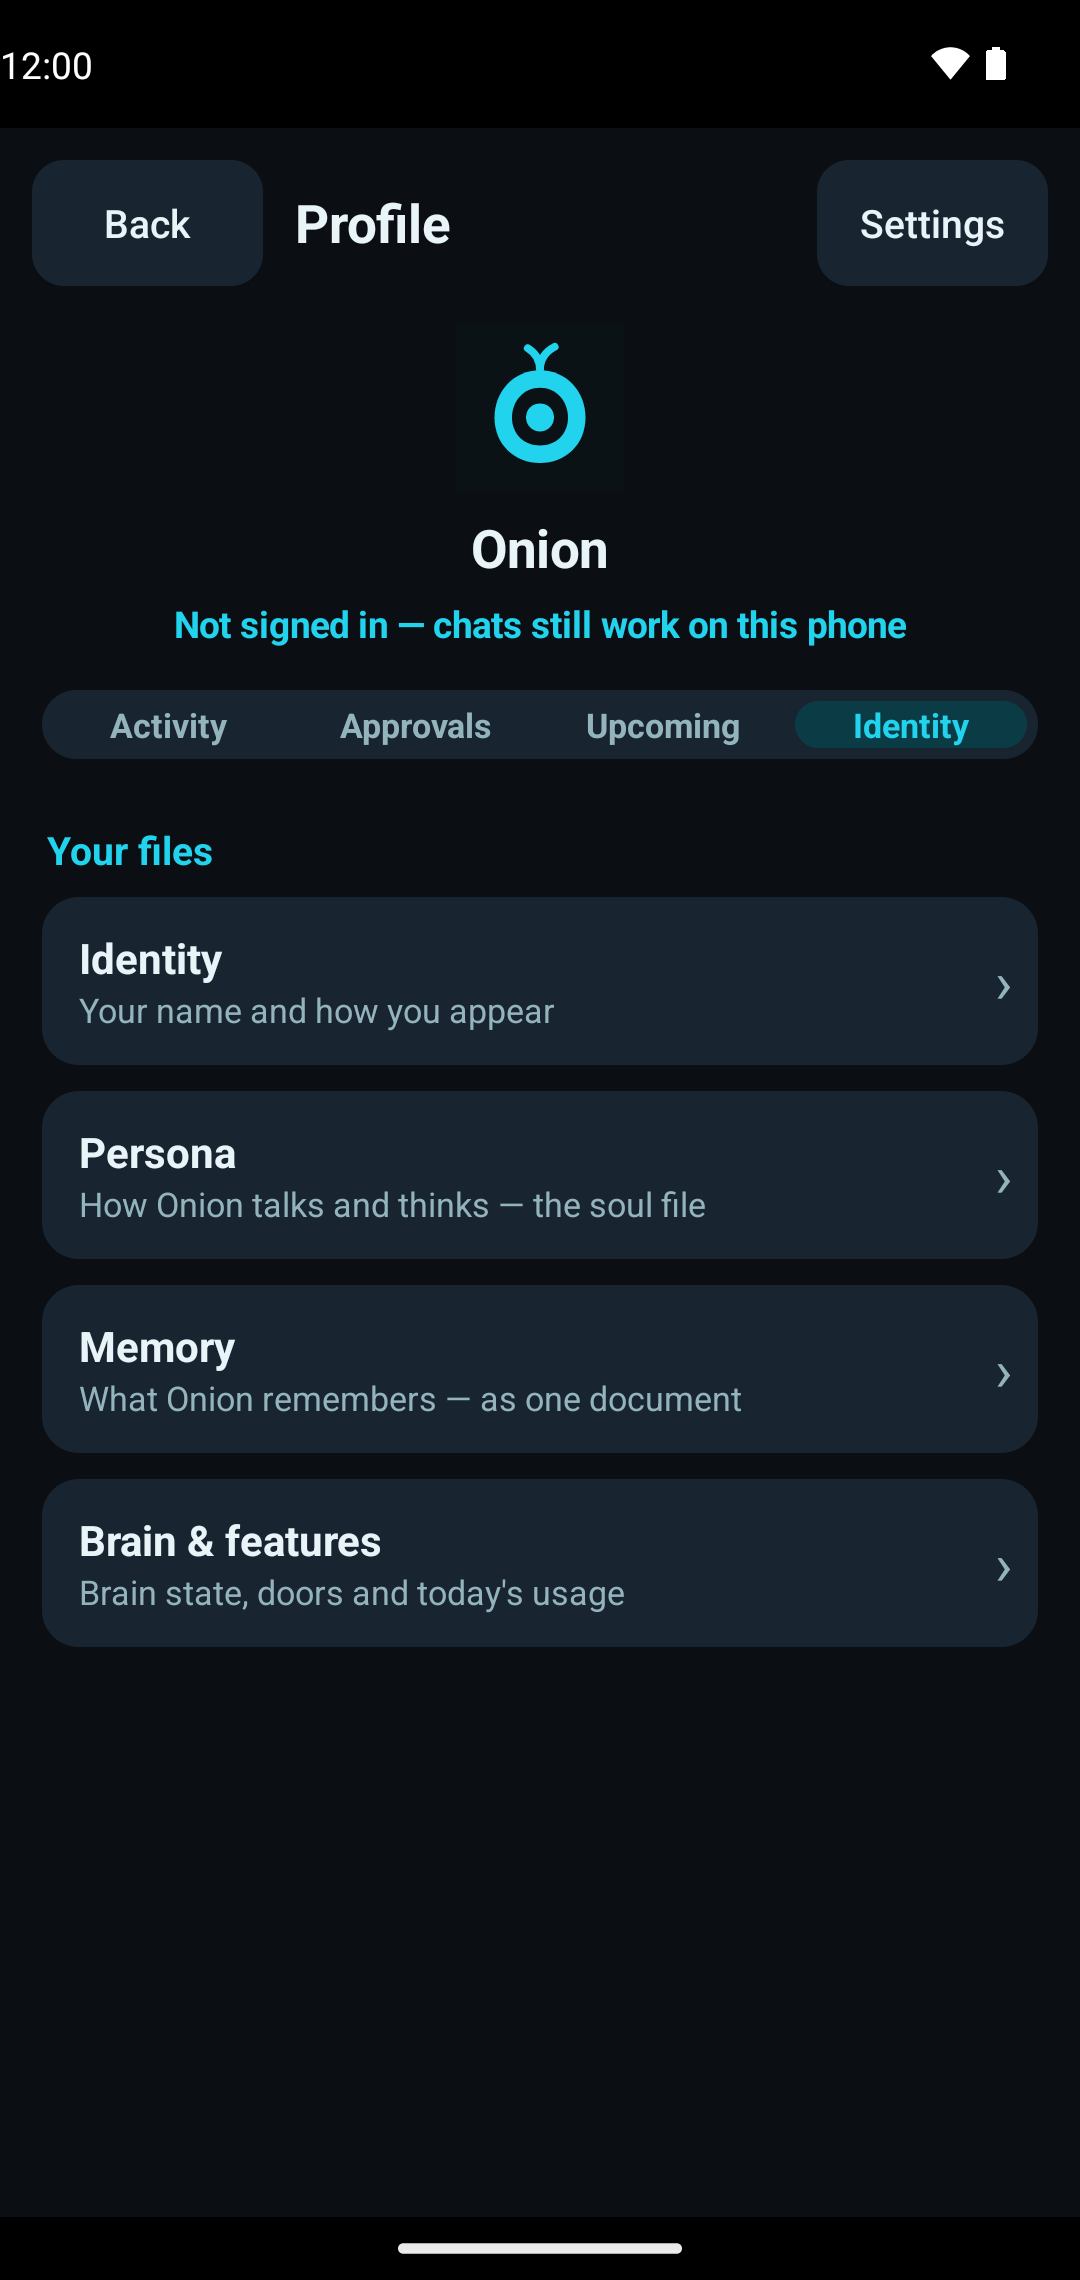 12:00
Back
Profile
Settings
Onion
Not signed in — chats still work on this phone
Activity
Approvals
Upcoming
Identity
Your files
Identity
Your name and how you appear
›
Persona
How Onion talks and thinks — the soul file
›
Memory
What Onion remembers — as one document
›
Brain & features
Brain state, doors and today's usage
›